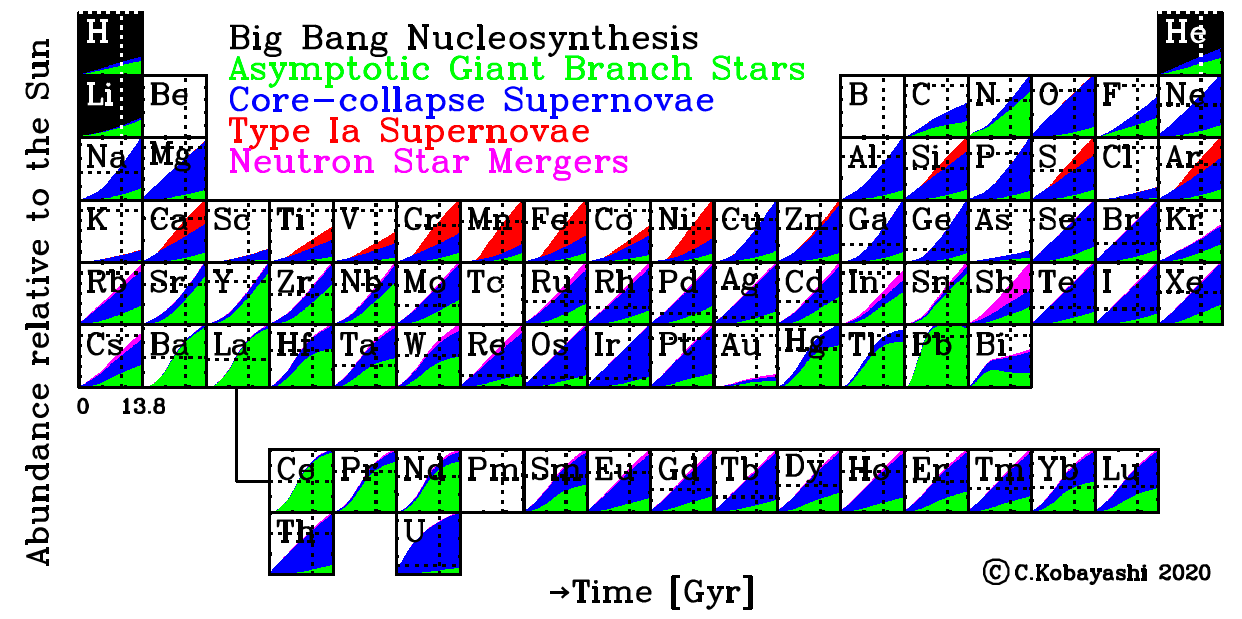 Abundance relative to the Sun
H He
Big Bang Nucleosynthesis
Asymptotic Giant Branch Stars
Core-collapse Supernovae
Type Ia Supernovae
Neutron Star Mergers
Li Be B C N O F Ne
Na Mg Al Si P S Cl Ar
K Ca Sc Ti V Cr Mn Fe Co Ni Cu Zn Ga Ge As Se Br Kr
Rb Sr Y Zr Nb Mo Tc Ru Rh Pd Ag Cd In Sn Sb Te I Xe
Cs Ba La Hf Ta W Re Os Ir Pt Au Hg Tl Pb Bi
0 13.8
Ce Pr Nd Pm Sm Eu Gd Tb Dy Ho Er Tm Yb Lu
Th U
→Time [Gyr]
© C.Kobayashi 2020